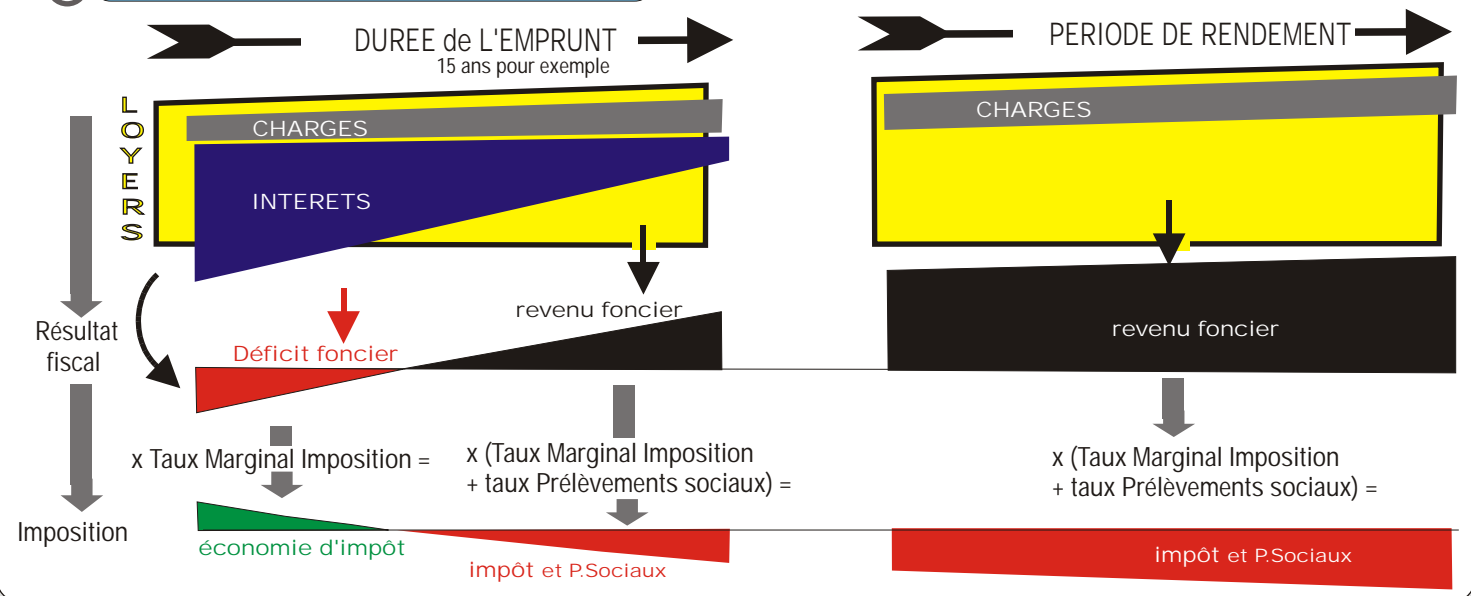 DUREE de L'EMPRUNT
15 ans pour exemple
PERIODE DE RENDEMENT
LOYERS
CHARGES
INTERETS
CHARGES
Résultat
fiscal
Déficit foncier
revenu foncier
revenu foncier
x Taux Marginal Imposition =
x (Taux Marginal Imposition
+ taux Prélèvements sociaux) =
x (Taux Marginal Imposition
+ taux Prélèvements sociaux) =
Imposition
économie d'impôt
impôt et P.Sociaux
impôt et P.Sociaux